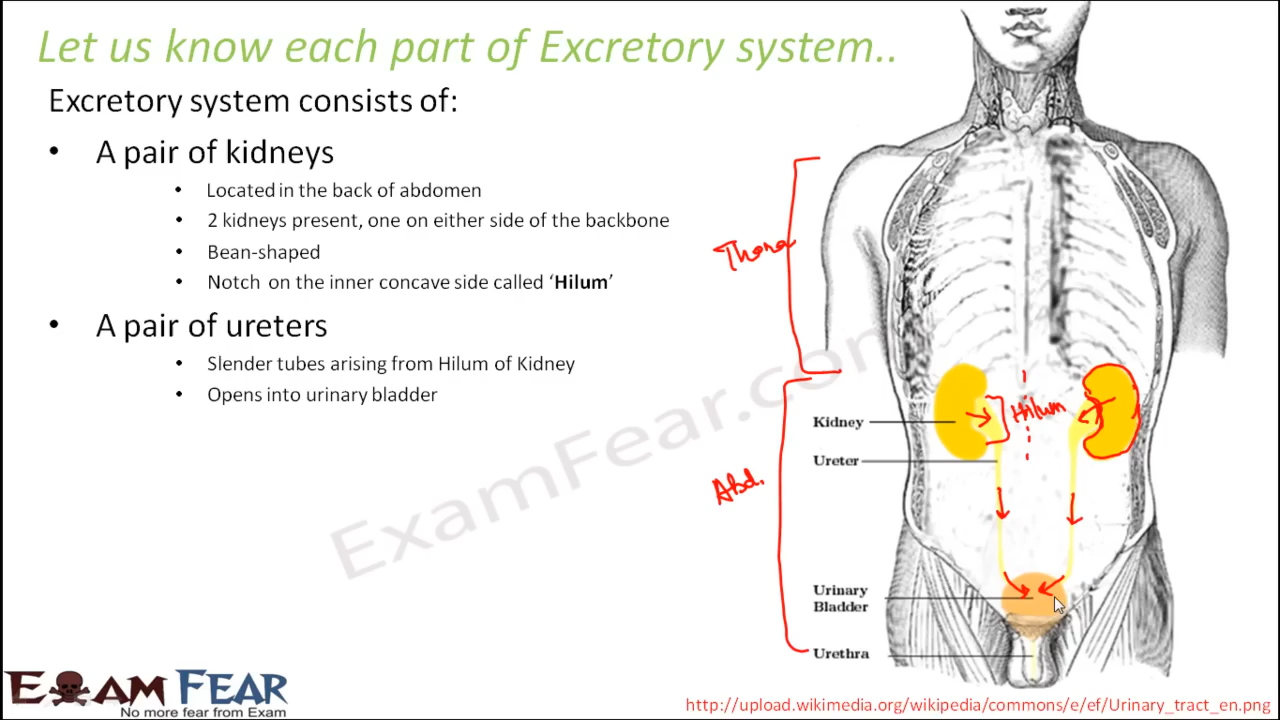 Let us know each part of Excretory system..
Excretory system consists of:
• A pair of kidneys
• Located in the back of abdomen
• 2 kidneys present, one on either side of the backbone
• Bean-shaped
• Notch on the inner concave side called ‘Hilum’
• A pair of ureters
• Slender tubes arising from Hilum of Kidney
• Opens into urinary bladder
Thora
Hilum
Kidney
Ureter
Abd.
Urinary
Bladder
Urethra
ExamFear.com
EXAM FEAR
No more fear from Exam
http://upload.wikimedia.org/wikipedia/commons/e/ef/Urinary_tract_en.png